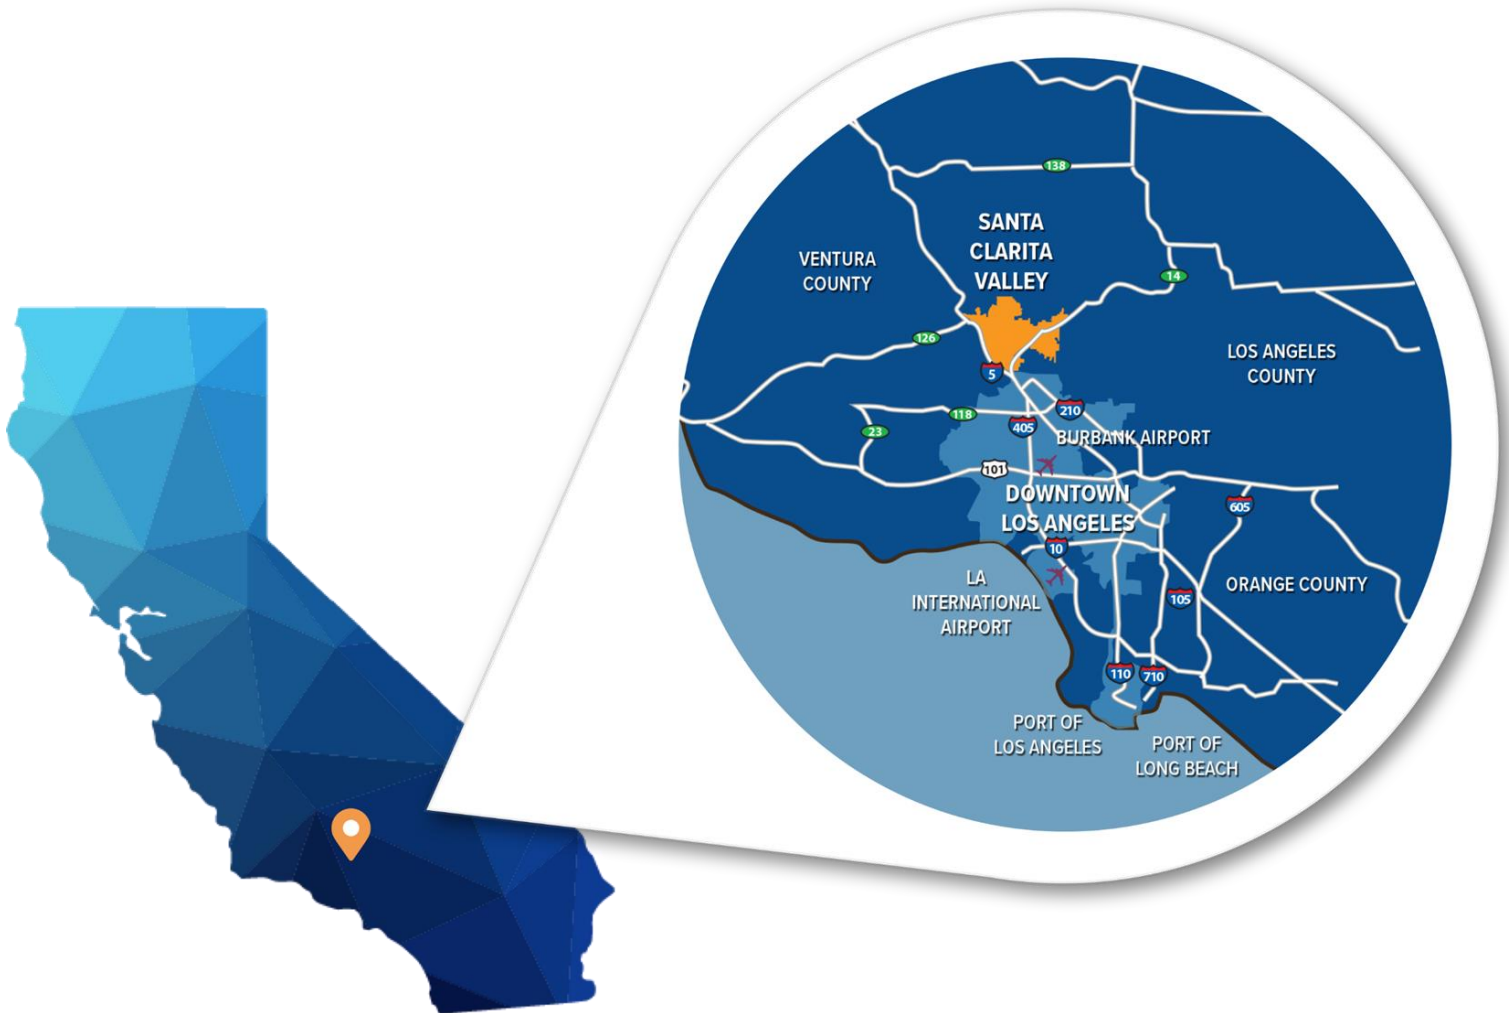 138
SANTA
CLARITA
VALLEY
VENTURA
COUNTY
14
126
LOS ANGELES
COUNTY
5
210
118
405
23
BURBANK AIRPORT
101
DOWNTOWN
LOS ANGELES
605
10
LA
INTERNATIONAL
AIRPORT
ORANGE COUNTY
105
110
710
PORT OF
LOS ANGELES
PORT OF
LONG BEACH